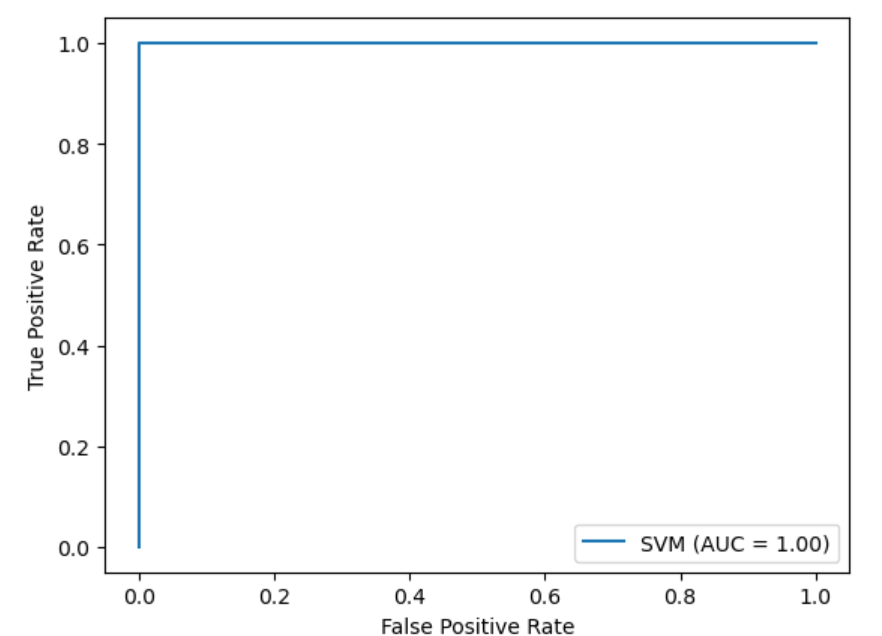 1.0
0.8
0.6
0.4
0.2
0.0
True Positive Rate
SVM (AUC = 1.00)
0.0 0.2 0.4 0.6 0.8 1.0
False Positive Rate